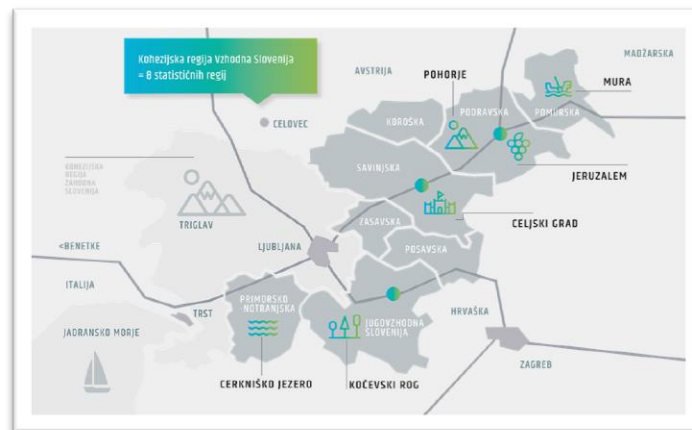 Kohezijska regija Vzhodna Slovenija
= 8 statističnih regij
AVSTRIJA
MADŽARSKA
POHORJE
MURA
CELOVEC
KOROŠKA
PODRAVSKA
POMURSKA
KOHEZIJSKA
REGIJA
ZAHODNA
SLOVENIJA
SAVINJSKA
JERUZALEM
TRIGLAV
ZASAVSKA
CELJSKI GRAD
<BENETKE
LJUBLJANA
POSAVSKA
ITALIJA
PRIMORSKO
NOTRANJSKA
TRST
JUGOVZHODNA
SLOVENIJA
HRVAŠKA
JADRANSKO MORJE
ZAGREB
CERKNIŠKO JEZERO
KOČEVSKI ROG